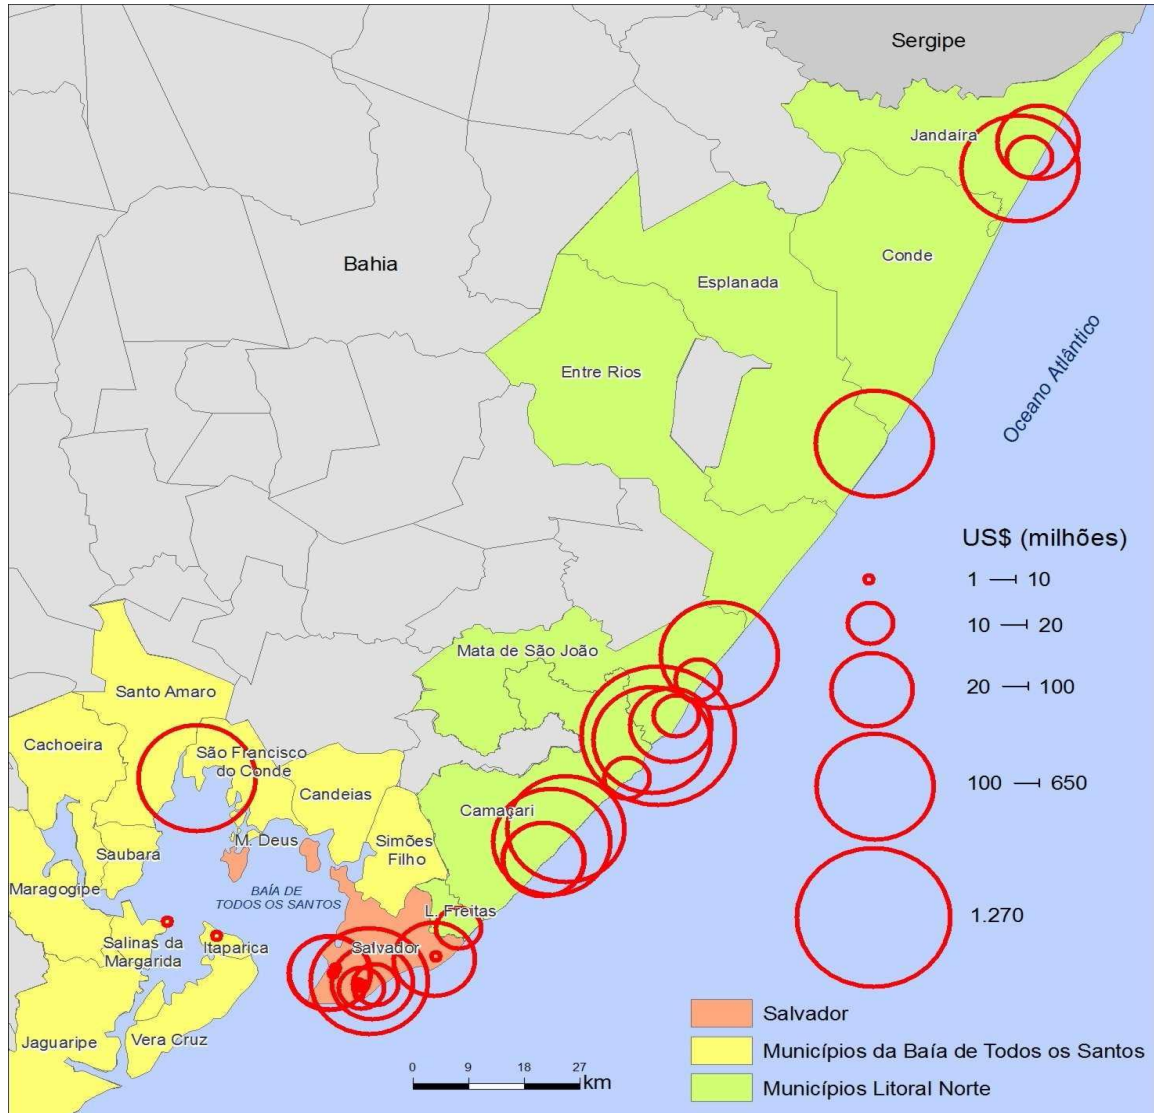 Sergipe
Jandaíra
Conde
Bahia
Esplanada
Entre Rios
Oceano Atlântico
US$ (milhões)
1 ⟶ 10
10 ⟶ 20
20 ⟶ 100
100 ⟶ 650
1.270
Mata de São João
Santo Amaro
Cachoeira
São Francisco
do Conde
Candeias
Camaçari
M. Deus
Simões
Filho
Saubara
Maragogipe
BAÍA DE
TODOS OS SANTOS
L. Freitas
Salinas da
Margarida
Itaparica
Salvador
Jaguaripe
Vera Cruz
0 9 18 27
km
Salvador
Municípios da Baía de Todos os Santos
Municípios Litoral Norte